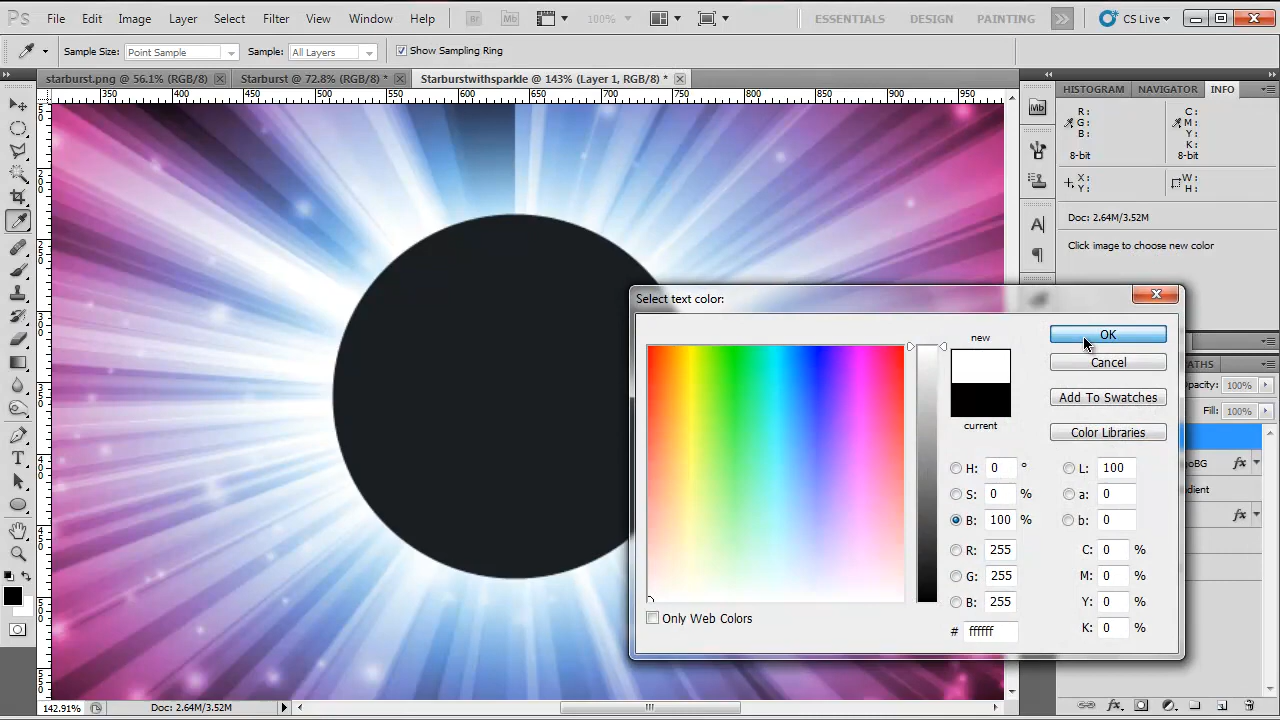 Ps File Edit Image Layer Select Filter View Window Help Br Mb 100% ESSENTIALS DESIGN PAINTING CS Live
Sample Size: Point Sample Sample: All Layers Show Sampling Ring
starburst.png @ 56.1% (RGB/8) Starburst @ 72.8% (RGB/8) * Starburstwithsparkle @ 143% (Layer 1, RGB/8) *
HISTOGRAM NAVIGATOR INFO
350 400 450 500 550 600 650 700 750 800 850 900 950
Mb
R: C:
G: M:
B: Y:
K:
8-bit 8-bit
X: W:
Y: H:
Doc: 2.64M/3.52M
Click image to choose new color
Select text color:
new
OK
Cancel
Add To Swatches
current
Color Libraries
H: 0 ° L: 100
S: 0 % a: 0
B: 100 % b: 0
R: 255 C: 0 %
G: 255 M: 0 %
B: 255 Y: 0 %
# ffffff K: 0 %
Only Web Colors
ATHS
Opacity: 100%
Fill: 100%
goBG fx
dient
fx
142.91% Doc: 2.64M/3.52M